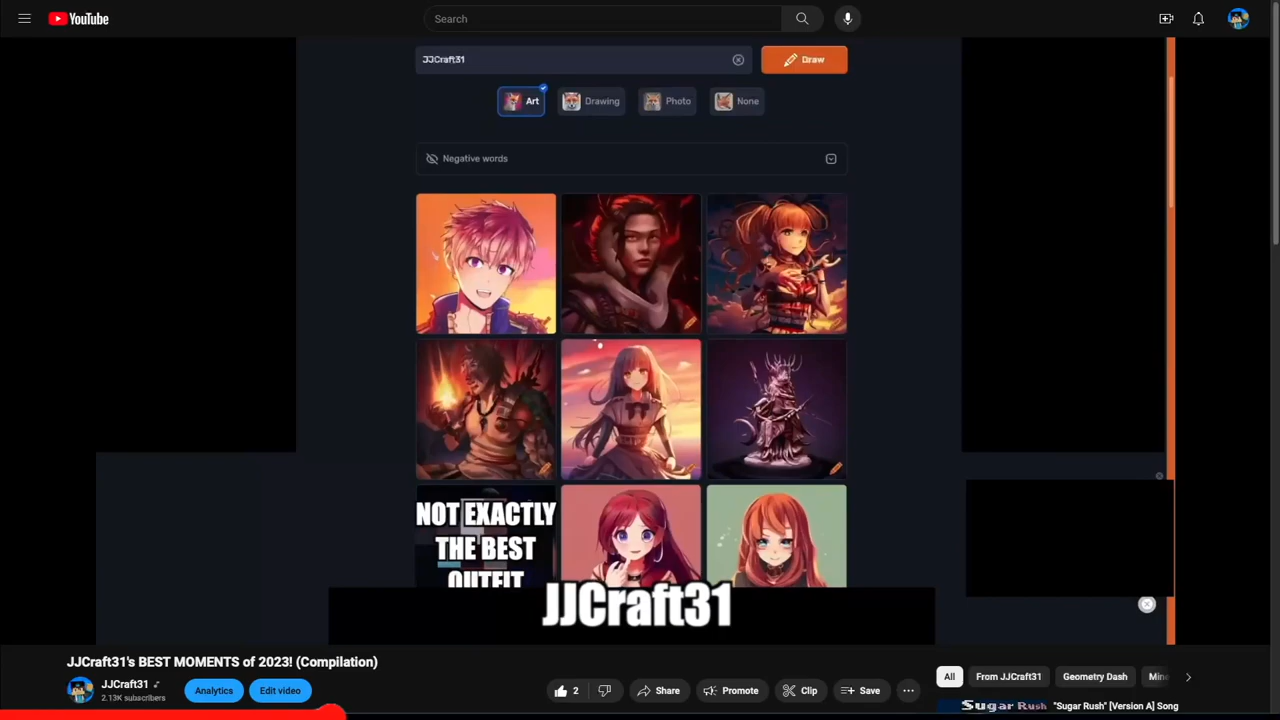 YouTube
Search
JJCraft31
Draw
Art
Drawing
Photo
None
Negative words
NOT EXACTLY
THE BEST
OUTFIT
JJCraft31
JJCraft31's BEST MOMENTS of 2023! (Compilation)
JJCraft31
2.13K subscribers
Analytics
Edit video
2
Share
Promote
Clip
Save
All
From JJCraft31
Geometry Dash
Sugar Rush
"Sugar Rush" [Version A] Song